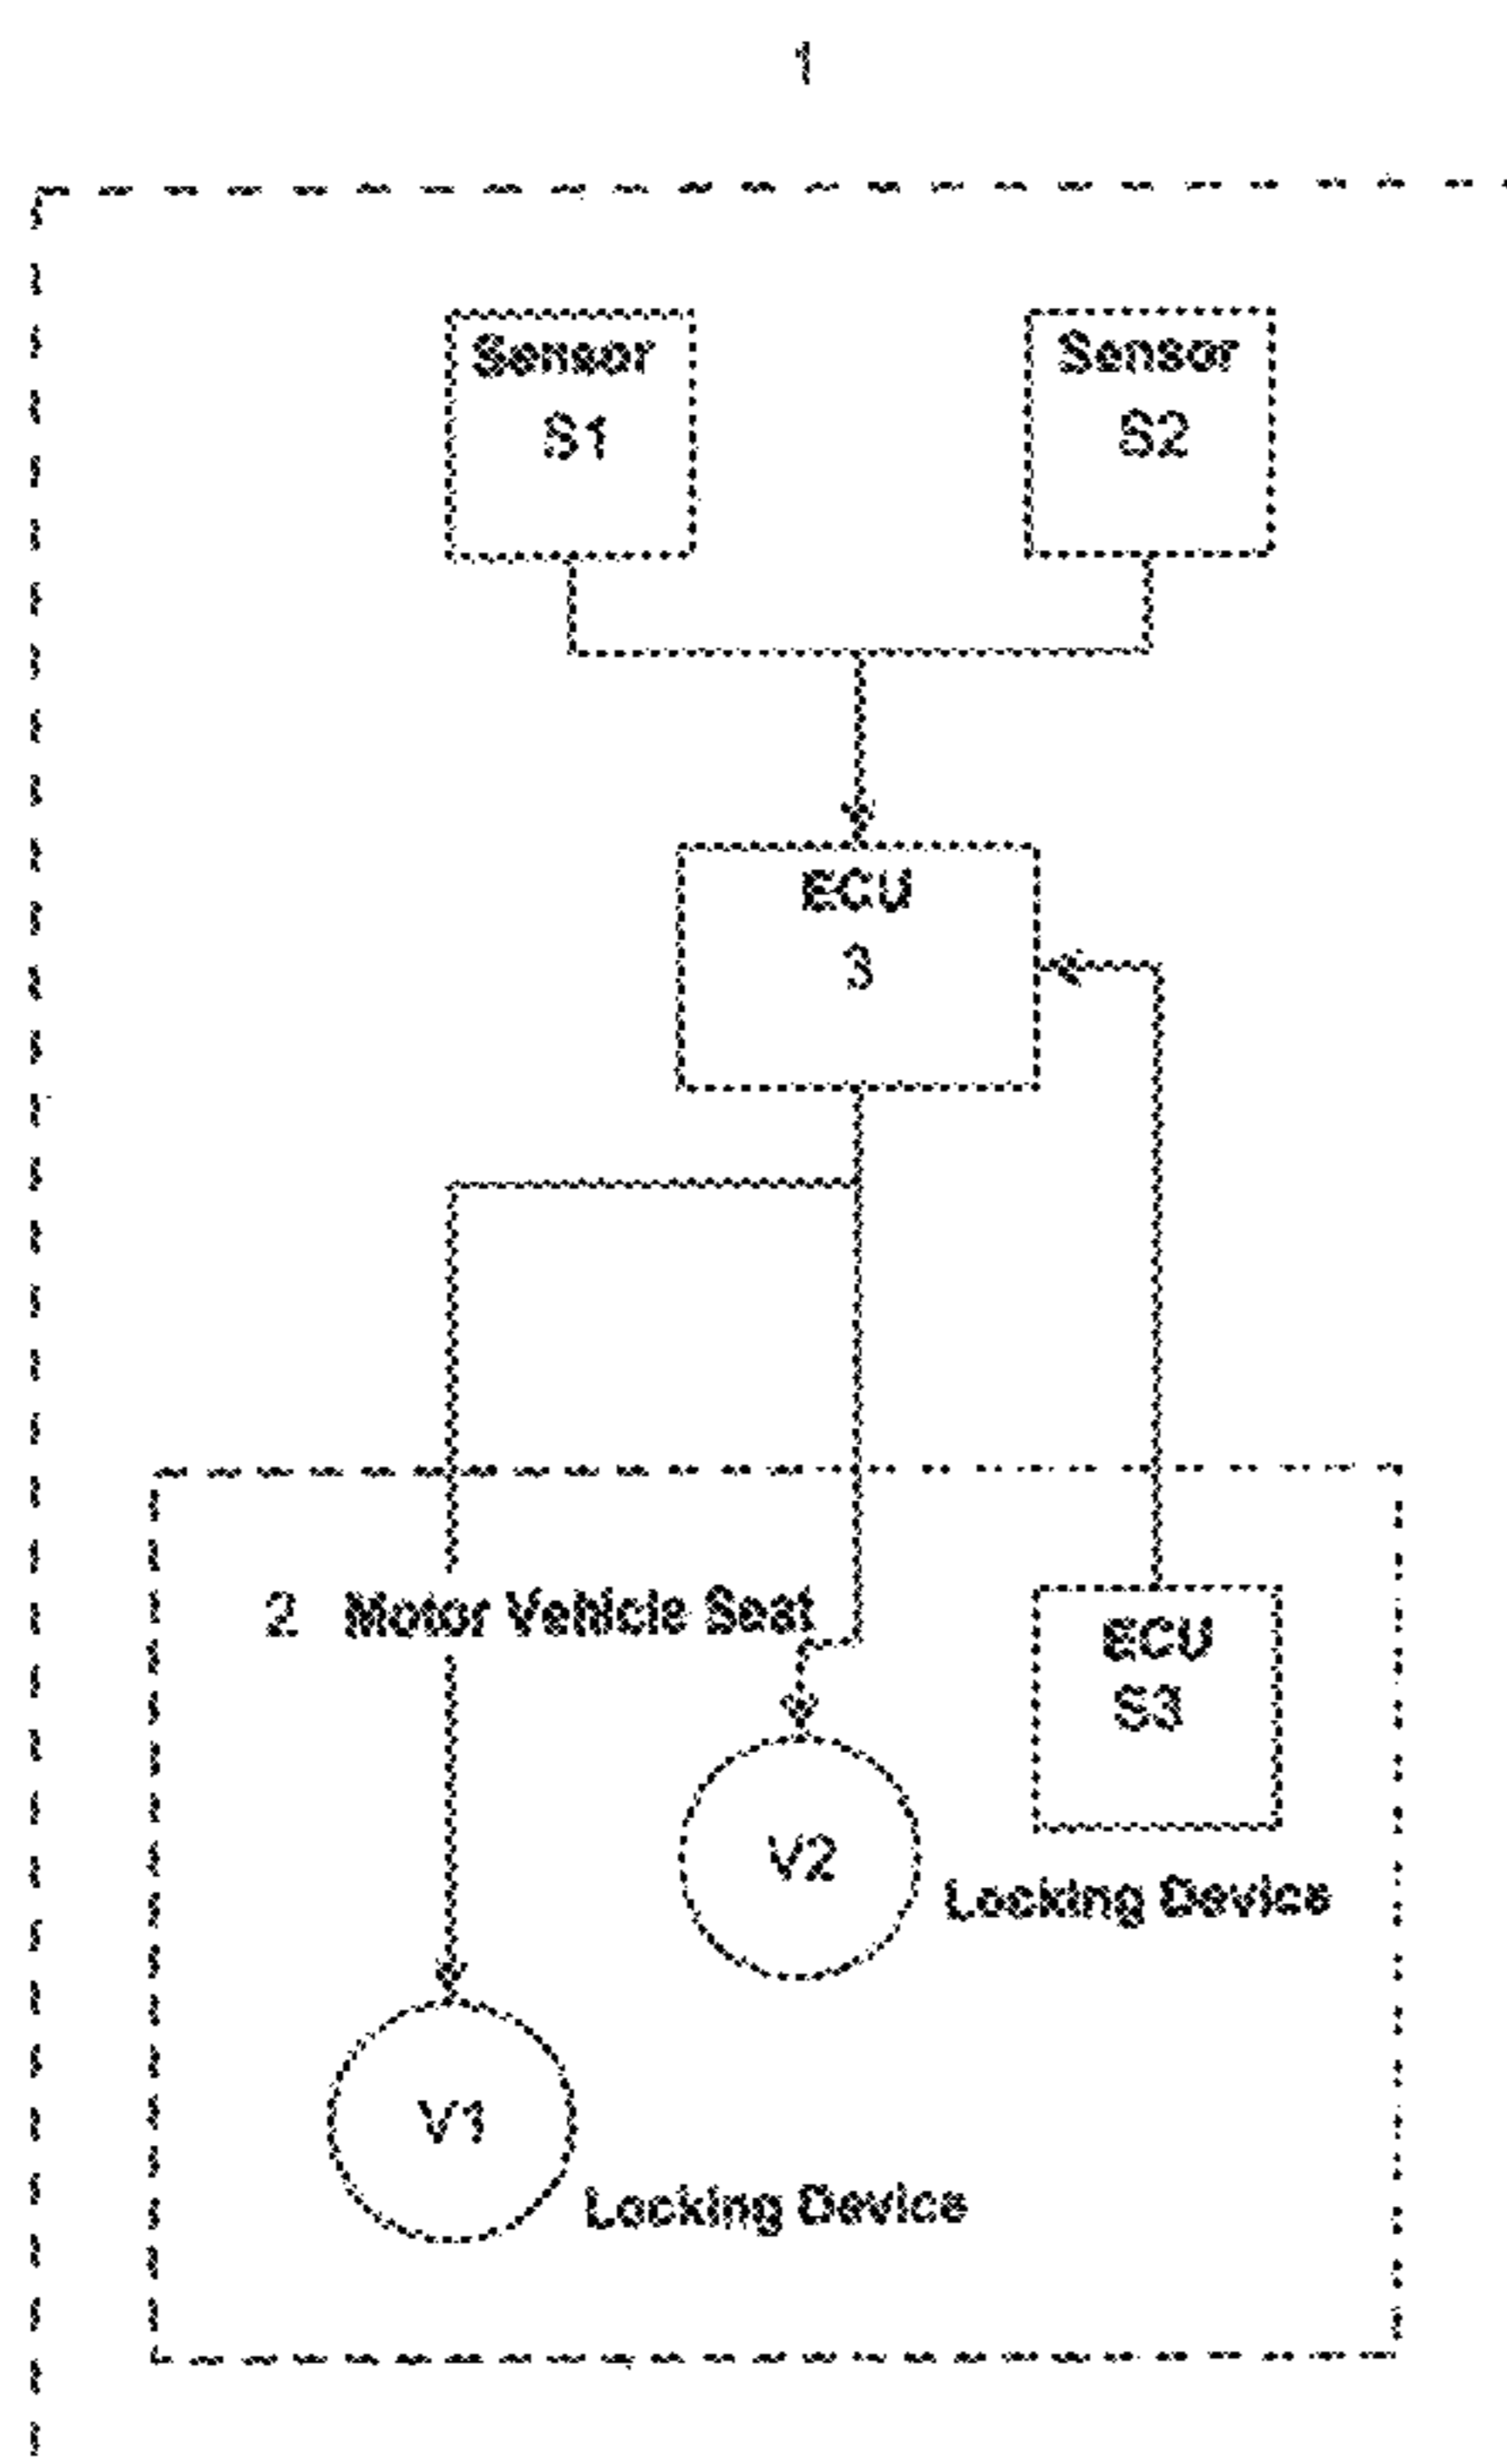 1
Sensor
S1
Sensor
S2
ECU
3
2 Motor Vehicle Seat
ECU
S3
V2
Locking Device
V1
Locking Device